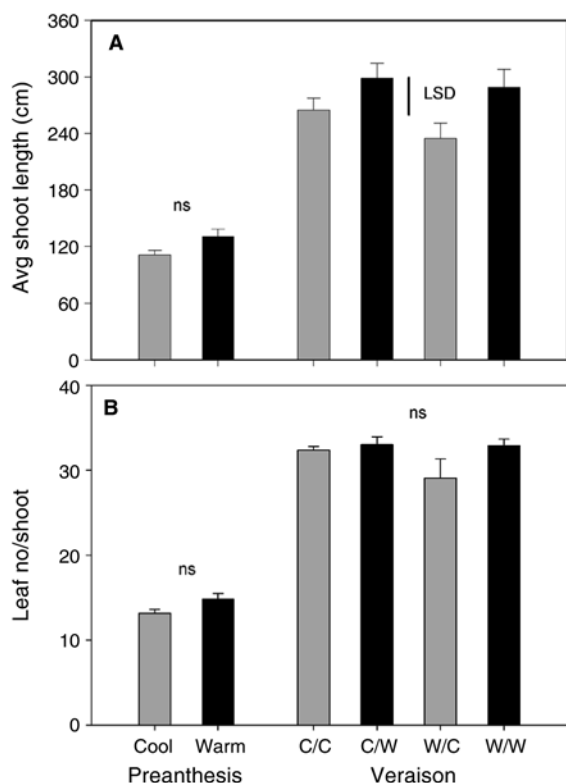 A
Avg shoot length (cm)
360
300
240
180
120
60
0
ns
LSD
B
Leaf no/shoot
40
30
20
10
0
ns
ns
Cool Warm C/C C/W W/C W/W
Preanthesis Veraison